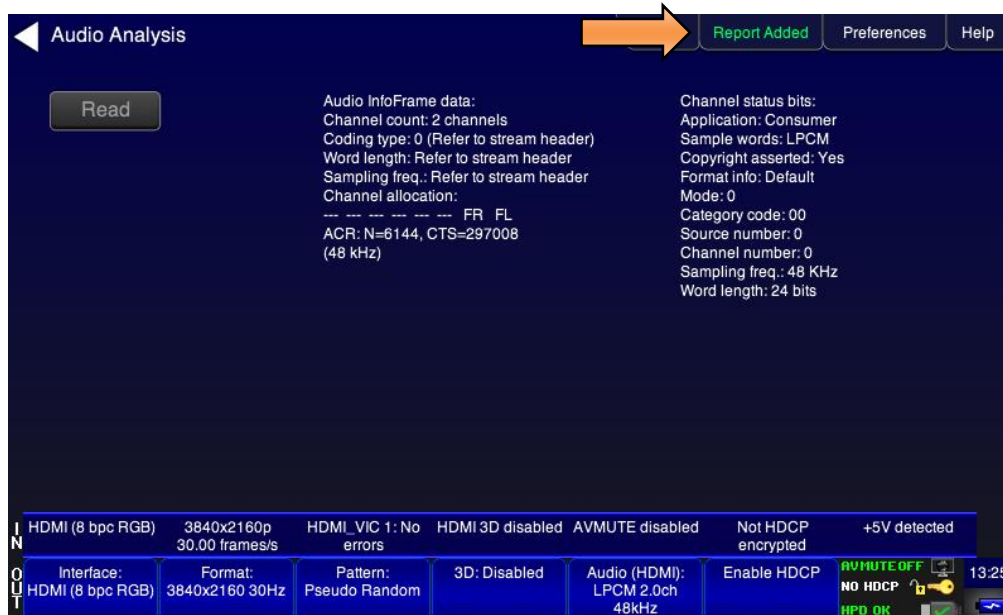 Audio Analysis
Report Added
Preferences
Help
Read
Audio InfoFrame data:
Channel count: 2 channels
Coding type: 0 (Refer to stream header)
Word length: Refer to stream header
Sampling freq.: Refer to stream header
Channel allocation:
--- --- --- --- --- --- FR FL
ACR: N=6144, CTS=297008
(48 kHz)
Channel status bits:
Application: Consumer
Sample words: LPCM
Copyright asserted: Yes
Format info: Default
Mode: 0
Category code: 00
Source number: 0
Channel number: 0
Sampling freq.: 48 KHz
Word length: 24 bits
IN
HDMI (8 bpc RGB)
3840x2160p
30.00 frames/s
HDMI_VIC 1: No
errors
HDMI 3D disabled
AVMUTE disabled
Not HDCP
encrypted
+5V detected
OUT
Interface:
HDMI (8 bpc RGB)
Format:
3840x2160 30Hz
Pattern:
Pseudo Random
3D: Disabled
Audio (HDMI):
LPCM 2.0ch
48kHz
Enable HDCP
AVMUTE OFF
NO HDCP
HPD OK
13:25